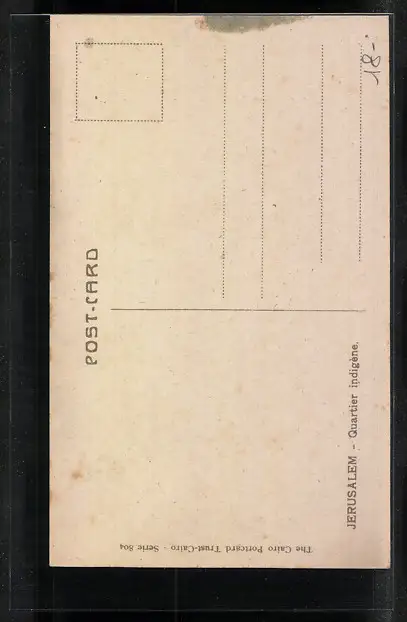 POST-CARD
18-
JERUSALEM - Quartier indigène.
The Cairo Postcard Trust-Cairo - Serie 804